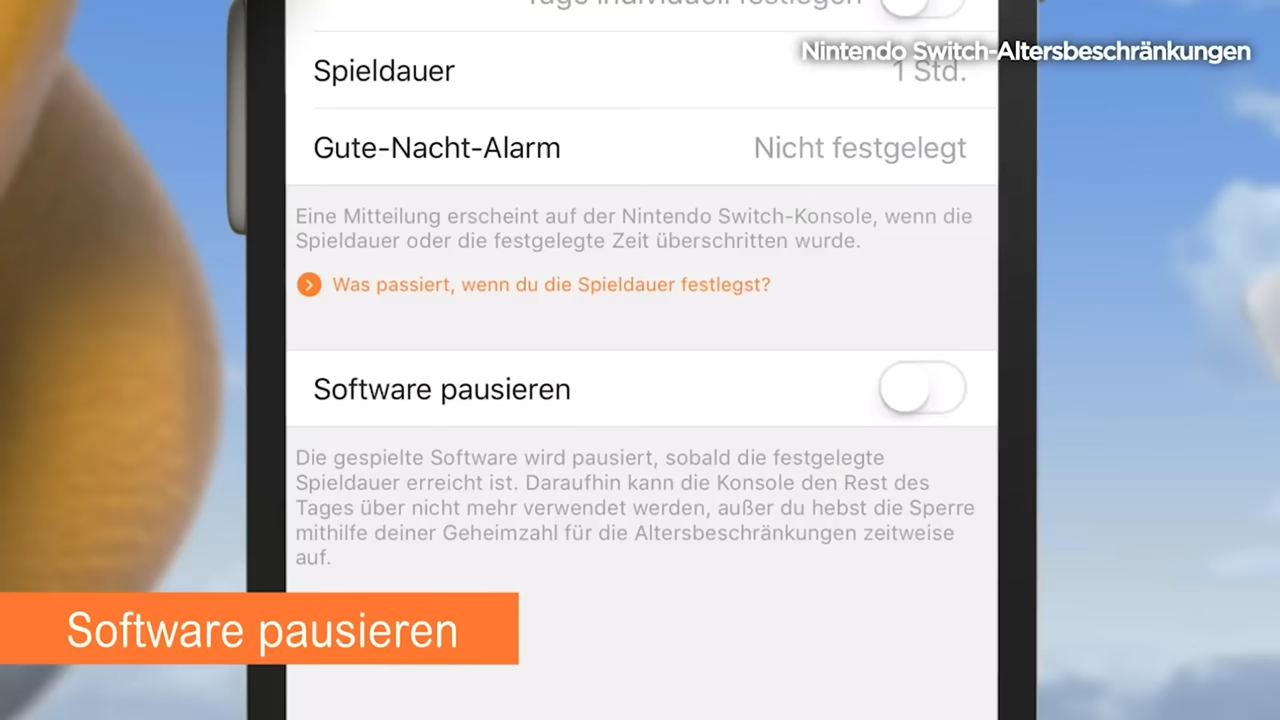 Tage individuell festlegen
Nintendo Switch-Altersbeschränkungen
Spieldauer
1 Std.
Gute-Nacht-Alarm
Nicht festgelegt
Eine Mitteilung erscheint auf der Nintendo Switch-Konsole, wenn die
Spieldauer oder die festgelegte Zeit überschritten wurde.
Was passiert, wenn du die Spieldauer festlegst?
Software pausieren
Die gespielte Software wird pausiert, sobald die festgelegte
Spieldauer erreicht ist. Daraufhin kann die Konsole den Rest des
Tages über nicht mehr verwendet werden, außer du hebst die Sperre
mithilfe deiner Geheimzahl für die Altersbeschränkungen zeitweise
auf.
Software pausieren